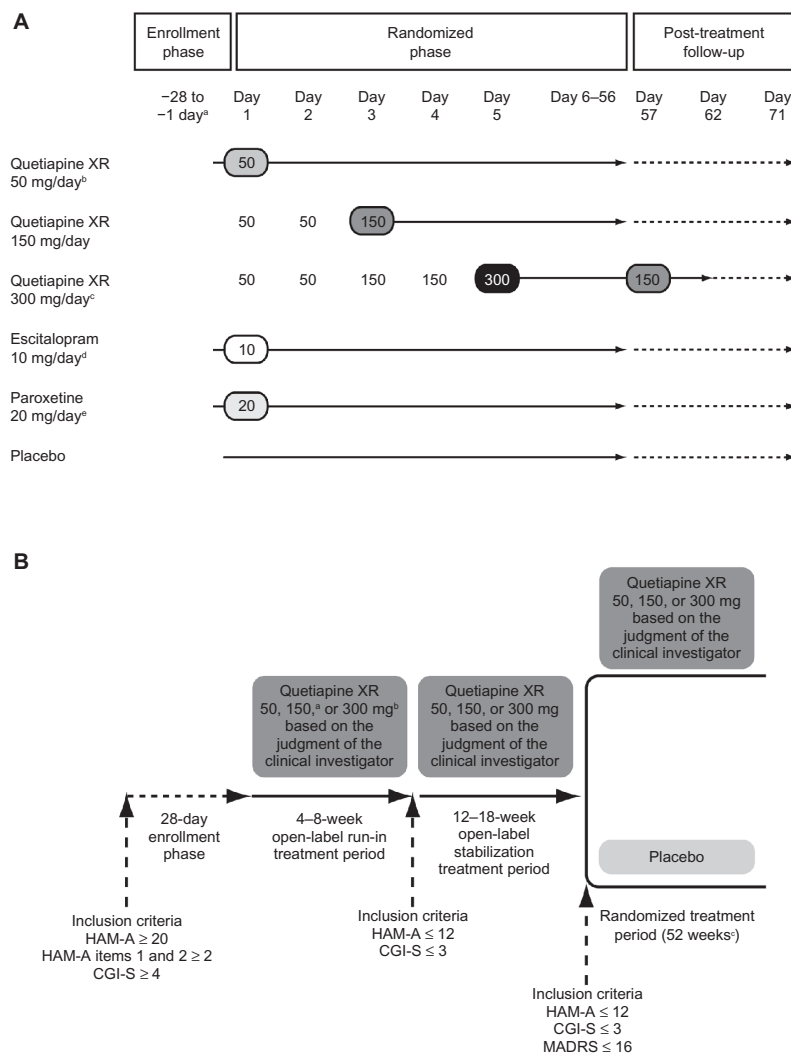 A
Enrollment
phase
Randomized
phase
Post-treatment
follow-up
−28 to
−1 dayᵃ
Day
1
Day
2
Day
3
Day
4
Day
5
Day 6–56
Day
57
Day
62
Day
71
Quetiapine XR
50 mg/dayᵇ
50
Quetiapine XR
150 mg/day
50 50 150
Quetiapine XR
300 mg/dayᶜ
50 50 150 150 300 150
Escitalopram
10 mg/dayᵈ
10
Paroxetine
20 mg/dayᵉ
20
Placebo
B
Quetiapine XR
50, 150, or 300 mg
based on the
judgment of the
clinical investigator
Quetiapine XR
50, 150,ᵃ or 300 mgᵇ
based on the
judgment of the
clinical investigator
Quetiapine XR
50, 150, or 300 mg
based on the
judgment of the
clinical investigator
28-day
enrollment
phase
4–8-week
open-label run-in
treatment period
12–18-week
open-label
stabilization
treatment period
Placebo
Inclusion criteria
HAM-A ≥ 20
HAM-A items 1 and 2 ≥ 2
CGI-S ≥ 4
Inclusion criteria
HAM-A ≤ 12
CGI-S ≤ 3
Randomized treatment
period (52 weeksᶜ)
Inclusion criteria
HAM-A ≤ 12
CGI-S ≤ 3
MADRS ≤ 16